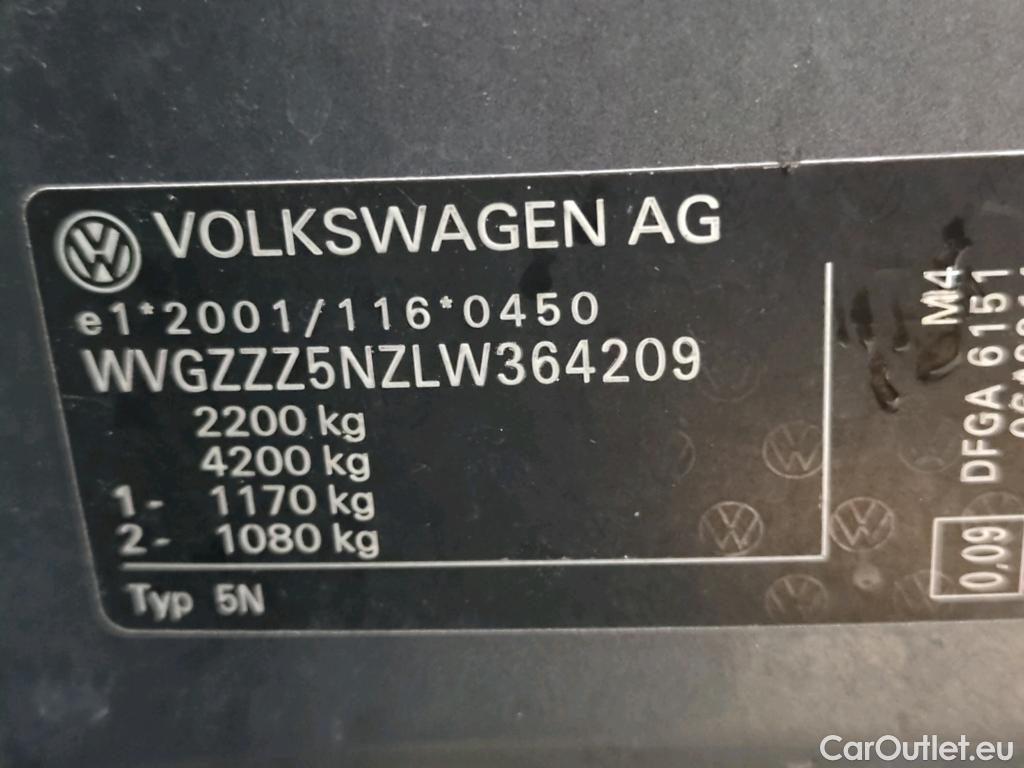 VOLKSWAGEN AG
e1*2001/116*0450
WVGZZZ5NZLW364209
2200 kg
4200 kg
1- 1170 kg
2- 1080 kg
Typ 5N
M4
DFGA 6151
0,09
CarOutlet.eu